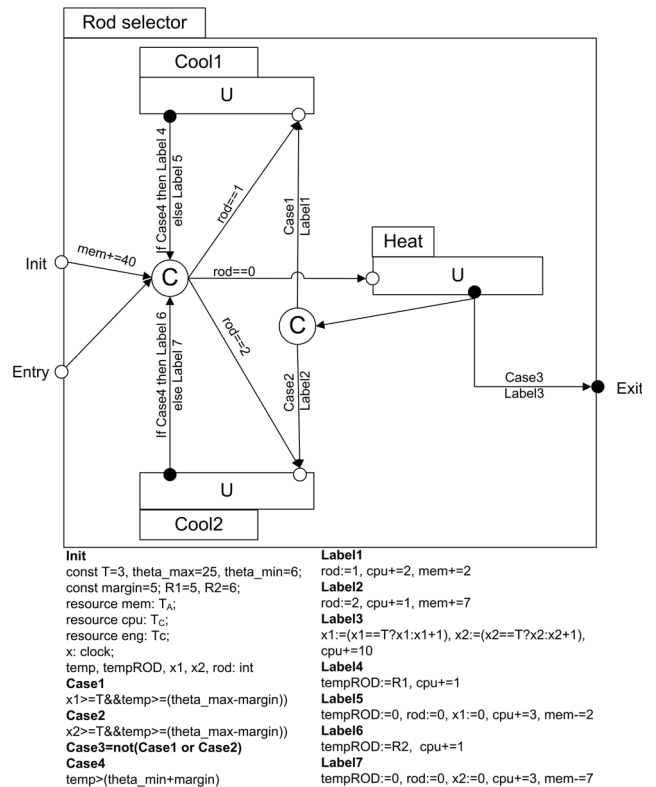 Rod selector
Cool1
U
If Case4 then Label 4
else Label 5
rod==1
Case1
Label1
Heat
U
Init
mem+=40
C
rod==0
C
Entry
If Case4 then Label 6
else Label 7
rod==2
Case2
Label2
Case3
Label3
Exit
U
Cool2
Init
const T=3, theta_max=25, theta_min=6;
const margin=5; R1=5, R2=6;
resource mem: TA;
resource cpu: TC;
resource eng: Tc;
x: clock;
temp, tempROD, x1, x2, rod: int
Case1
x1>=T&&temp>=(theta_max-margin))
Case2
x2>=T&&temp>=(theta_max-margin))
Case3=not(Case1 or Case2)
Case4
temp>(theta_min+margin)
Label1
rod:=1, cpu+=2, mem+=2
Label2
rod:=2, cpu+=1, mem+=7
Label3
x1:=(x1==T?x1:x1+1), x2:=(x2==T?x2:x2+1),
cpu+=10
Label4
tempROD:=R1, cpu+=1
Label5
tempROD:=0, rod:=0, x1:=0, cpu+=3, mem-=2
Label6
tempROD:=R2, cpu+=1
Label7
tempROD:=0, rod:=0, x2:=0, cpu+=3, mem-=7